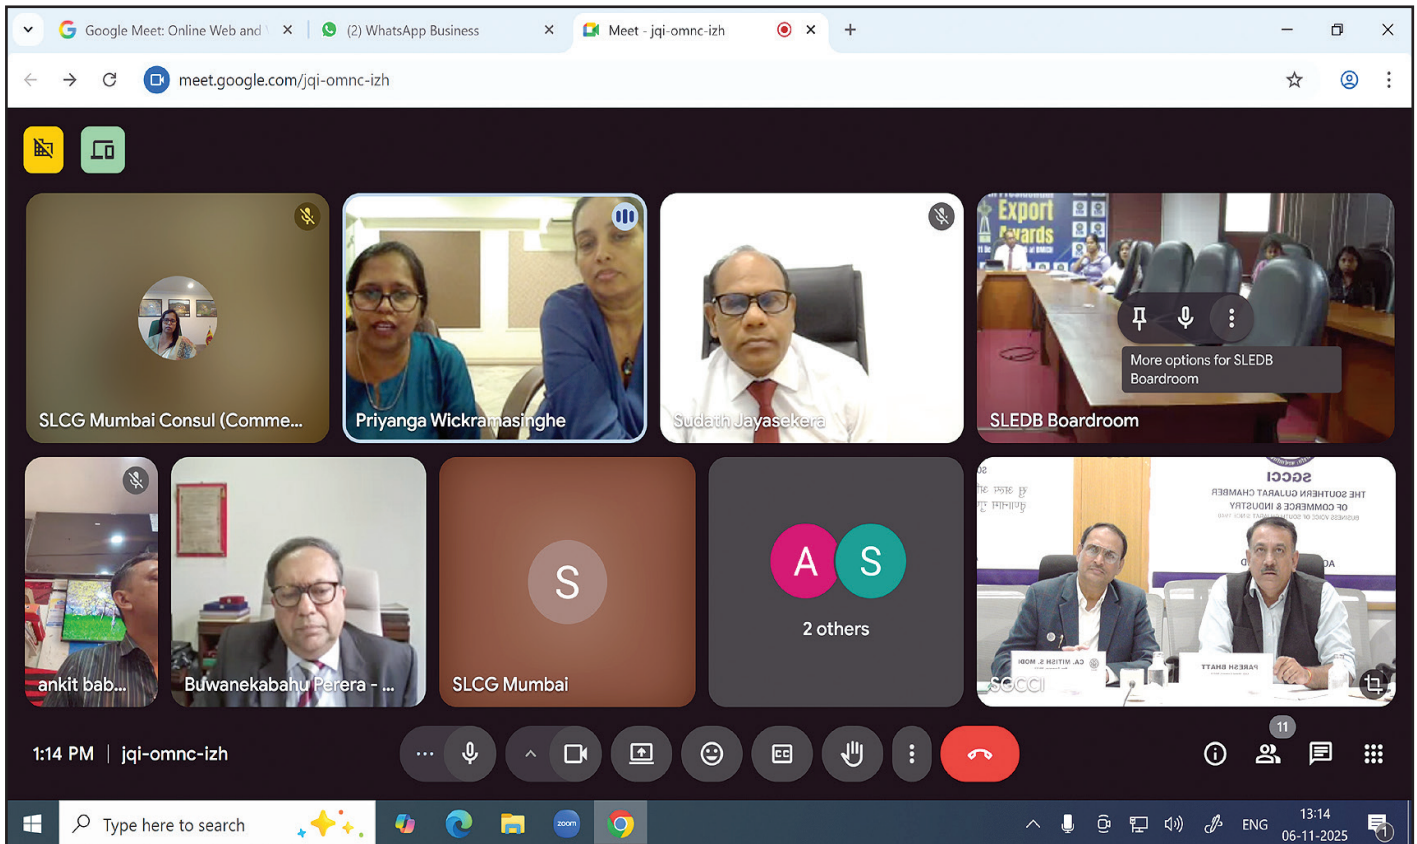 Google Meet: Online Web and
(2) WhatsApp Business
Meet - jqi-omnc-izh
meet.google.com/jqi-omnc-izh
SLCG Mumbai Consul (Comme...
Priyanga Wickramasinghe
Sudath Jayasekera
Export
Awards
More options for SLEDB
Boardroom
SLEDB Boardroom
ankit bab...
Buwanekabahu Perera - ...
S
SLCG Mumbai
A S
2 others
SGCCI
THE SOUTHERN GUJARAT CHAMBER
OF COMMERCE & INDUSTRY
CA. MITISH S. MODI
PARESH BHATT
SGCCI
1:14 PM | jqi-omnc-izh
CC
11
Type here to search
zoom
ENG
13:14
06-11-2025
1